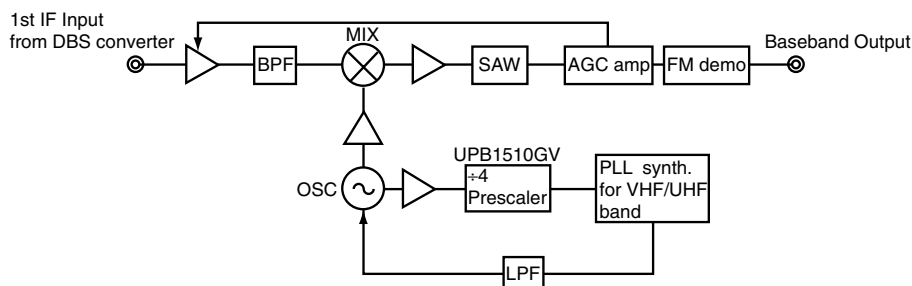 1st IF Input
from DBS converter
MIX
BPF
SAW
AGC amp
FM demo
Baseband Output
OSC
UPB1510GV
÷4
Prescaler
PLL synth.
for VHF/UHF
band
LPF